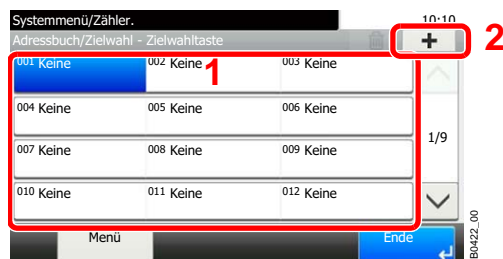 Systemmenü/Zähler.
10:10
Adressbuch/Zielwahl - Zielwahltaste
+
2
001 Keine
002 Keine
1
003 Keine
004 Keine
005 Keine
006 Keine
007 Keine
008 Keine
009 Keine
1/9
010 Keine
011 Keine
012 Keine
Menü
Ende
B0422_00